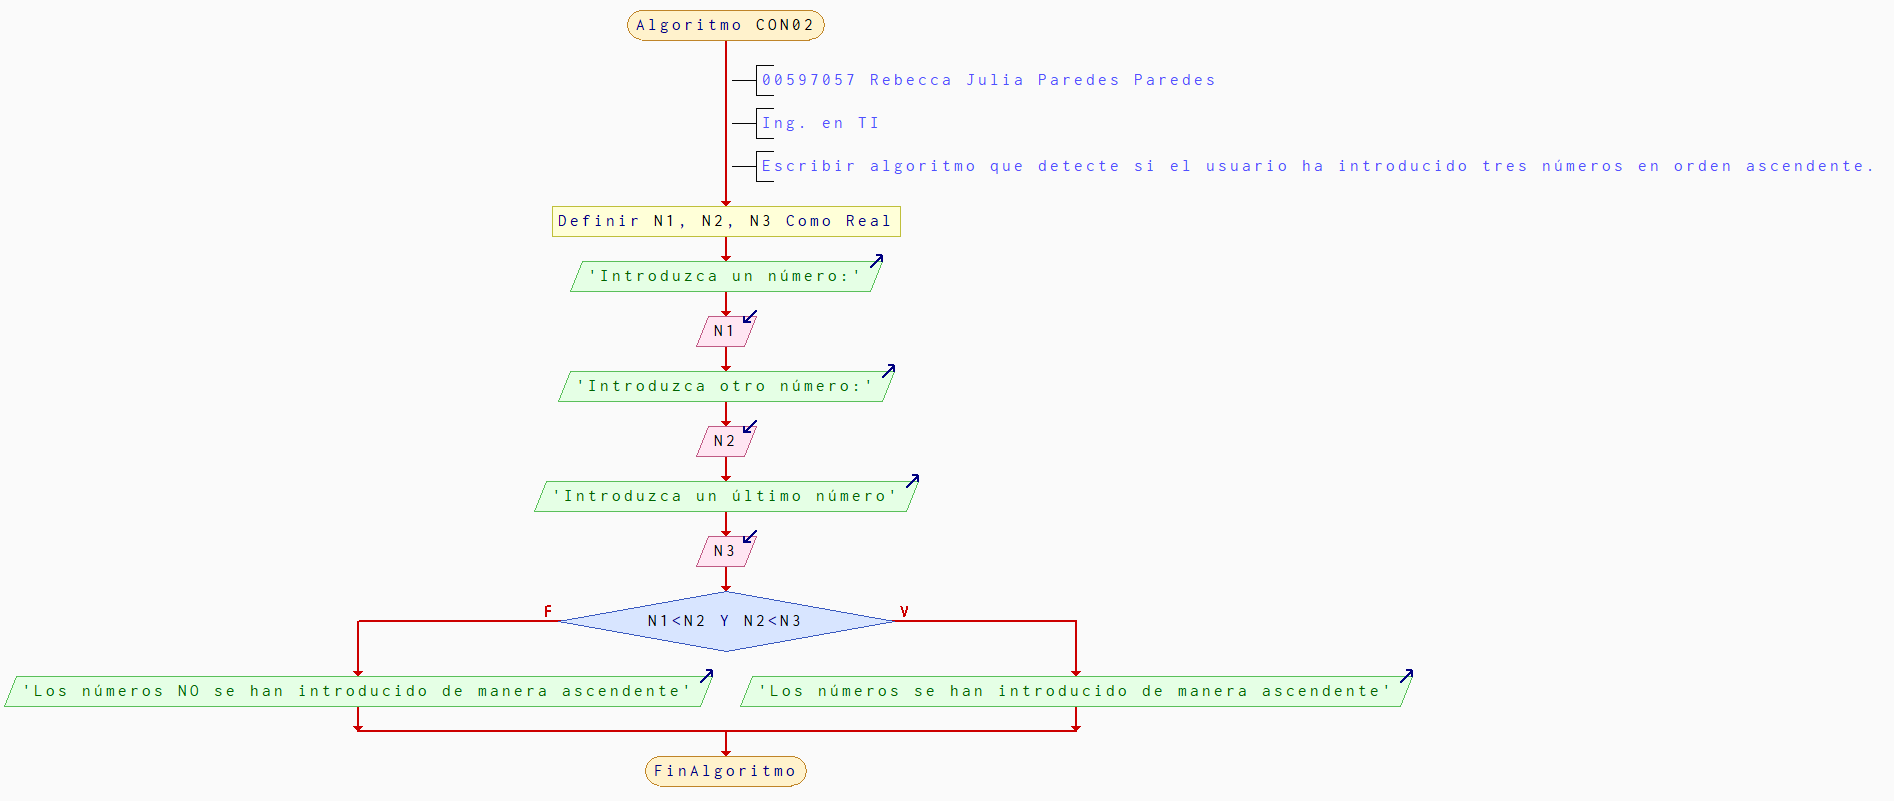 Algoritmo CON02
00597057 Rebecca Julia Paredes Paredes
Ing. en TI
Escribir algoritmo que detecte si el usuario ha introducido tres números en orden ascendente.
Definir N1, N2, N3 Como Real
'Introduzca un número:'
N1
'Introduzca otro número:'
N2
'Introduzca un último número'
N3
F
N1<N2 Y N2<N3
V
'Los números NO se han introducido de manera ascendente'
'Los números se han introducido de manera ascendente'
FinAlgoritmo